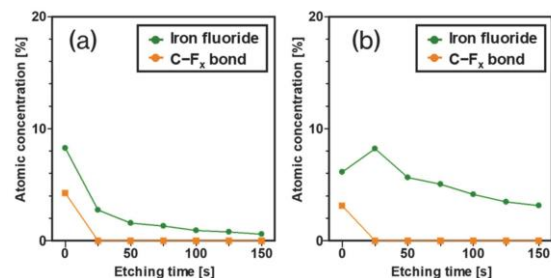 20
(a)
Iron fluoride
C–Fx bond
10
0
Atomic concentration [%]
0
50
100
150
Etching time [s]
20
(b)
Iron fluoride
C–Fx bond
10
0
Atomic concentration [%]
0
50
100
150
Etching time [s]